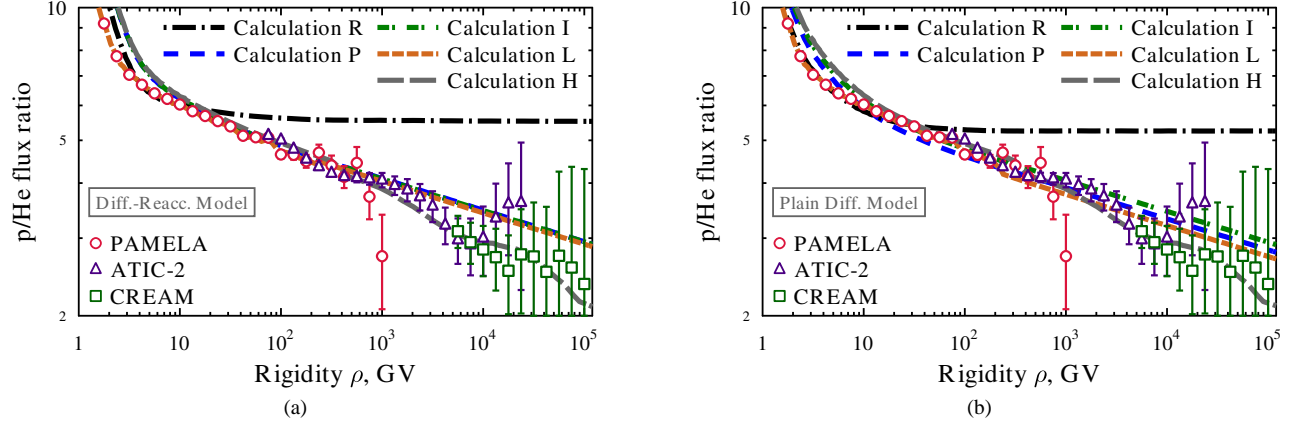 10
5
2
p/He flux ratio
Calculation R
Calculation P
Calculation I
Calculation L
Calculation H
Diff.-Reacc. Model
PAMELA
ATIC-2
CREAM
1 10 10² 10³ 10⁴ 10⁵
Rigidity ρ, GV
(a)
10
5
2
p/He flux ratio
Calculation R
Calculation P
Calculation I
Calculation L
Calculation H
Plain Diff. Model
PAMELA
ATIC-2
CREAM
1 10 10² 10³ 10⁴ 10⁵
Rigidity ρ, GV
(b)